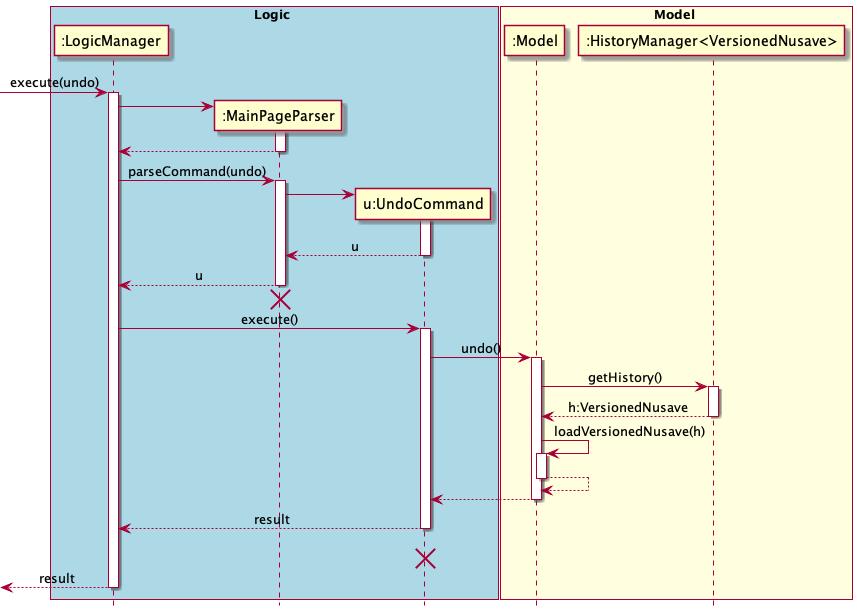 Logic
Model
:LogicManager
:Model
:HistoryManager<VersionedNusave>
execute(undo)
:MainPageParser
parseCommand(undo)
u:UndoCommand
u
u
execute()
undo()
getHistory()
h:VersionedNusave
loadVersionedNusave(h)
result
result